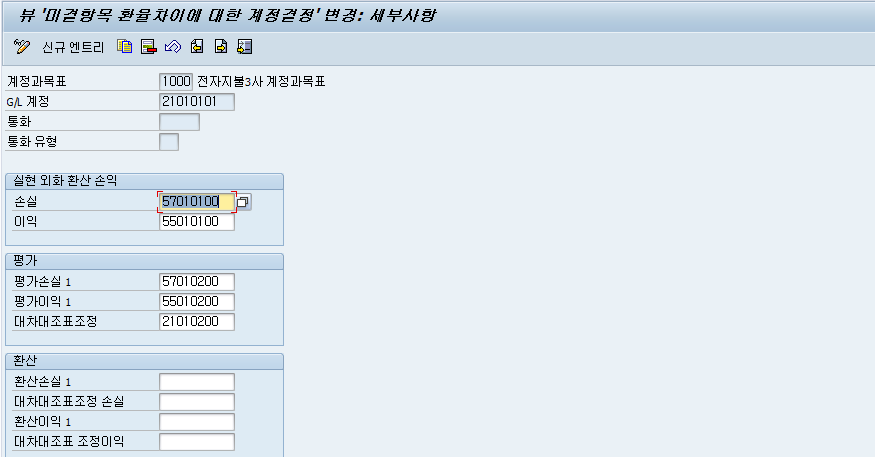 뷰 '미결항목 환율차이에 대한 계정결정' 변경: 세부사항
신규 엔트리
계정과목표 1000 전자지불3사 계정과목표
G/L 계정 21010101
통화
통화 유형
실현 외화 환산 손익
손실 57010100
이익 55010100
평가
평가손실 1 57010200
평가이익 1 55010200
대차대조표조정 21010200
환산
환산손실 1
대차대조표조정 손실
환산이익 1
대차대조표 조정이익